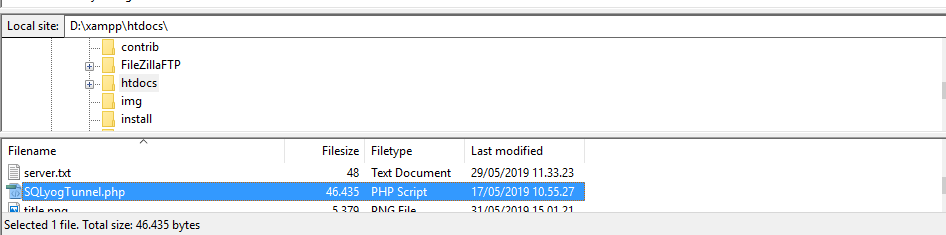 Local site: D:\xampp\htdocs\
contrib
FileZillaFTP
htdocs
img
install
Filename Filesize Filetype Last modified
server.txt 48 Text Document 29/05/2019 11.33.23
SQLyogTunnel.php 46.435 PHP Script 17/05/2019 10.55.27
title.png 5.379 PNG File 31/05/2019 15.01.21
Selected 1 file. Total size: 46.435 bytes